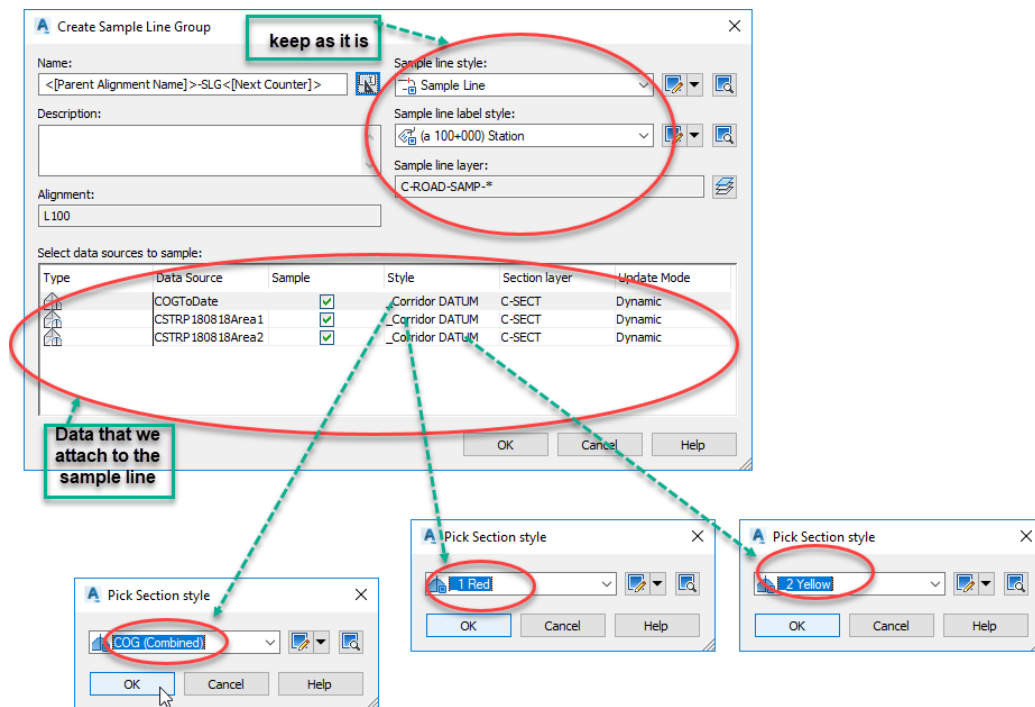 Create Sample Line Group
keep as it is
Name:
<[Parent Alignment Name]>-SLG<[Next Counter]>
Description:
Alignment:
L100
Sample line style:
Sample Line
Sample line label style:
(a 100+000) Station
Sample line layer:
C-ROAD-SAMP-*
Select data sources to sample:
Type Data Source Sample Style Section layer Update Mode
COGToDate _Corridor DATUM C-SECT Dynamic
CSTRP180818Area1 _Corridor DATUM C-SECT Dynamic
CSTRP180818Area2 _Corridor DATUM C-SECT Dynamic
Data that we
attach to the
sample line
OK Cancel Help
Pick Section style
COG (Combined)
OK Cancel Help
Pick Section style
_1 Red
OK Cancel Help
Pick Section style
_2 Yellow
OK Cancel Help